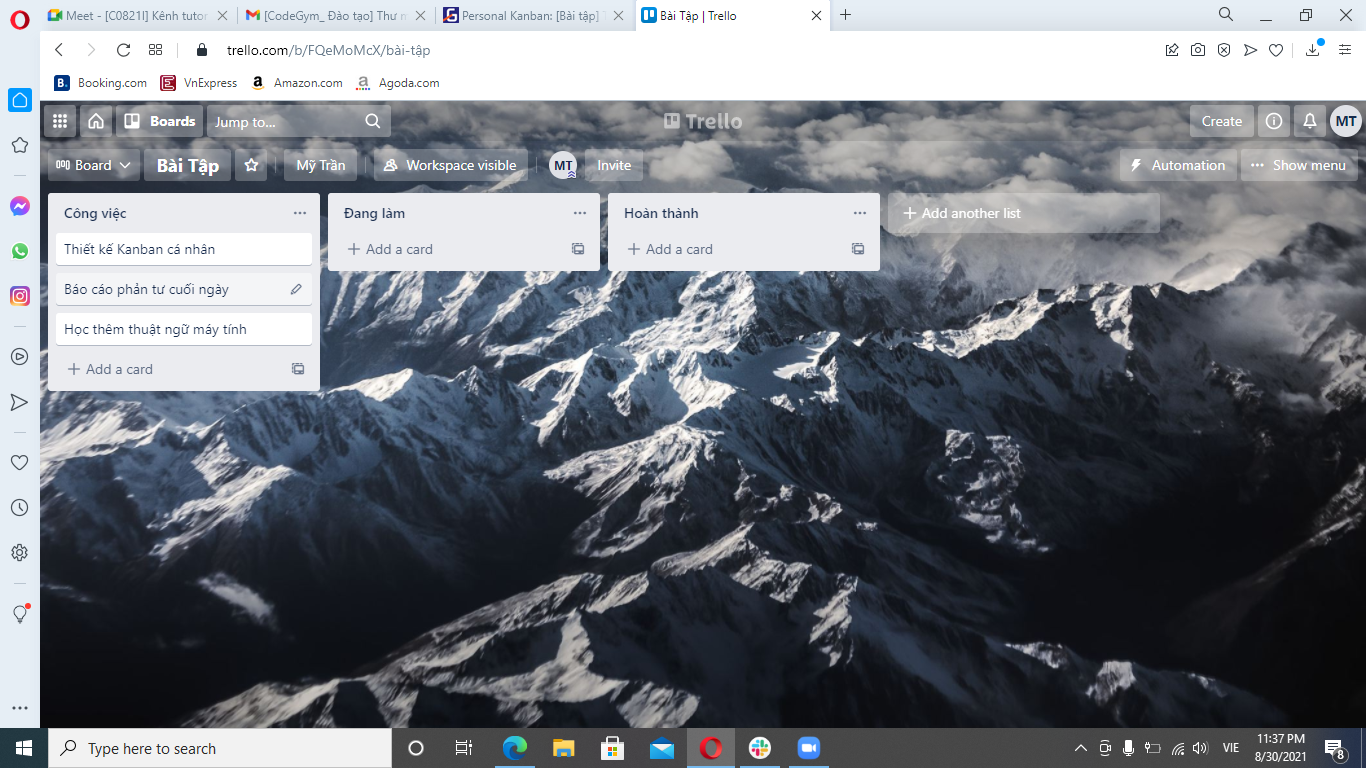 Meet - [C0821I] Kênh tutor
[CodeGym_ Đào tạo] Thư m
Personal Kanban: [Bài tập] T
Bài Tập | Trello
trello.com/b/FQeMoMcX/bài-tập
B. Booking.com
VnExpress
Amazon.com
Agoda.com
Boards
Jump to...
Trello
Create
MT
Board
Bài Tập
Mỹ Trần
Workspace visible
MT
Invite
Automation
Show menu
Công việc
Thiết kế Kanban cá nhân
Báo cáo phản tư cuối ngày
Học thêm thuật ngữ máy tính
+ Add a card
Đang làm
+ Add a card
Hoàn thành
+ Add a card
+ Add another list
Type here to search
VIE
11:37 PM
8/30/2021
8